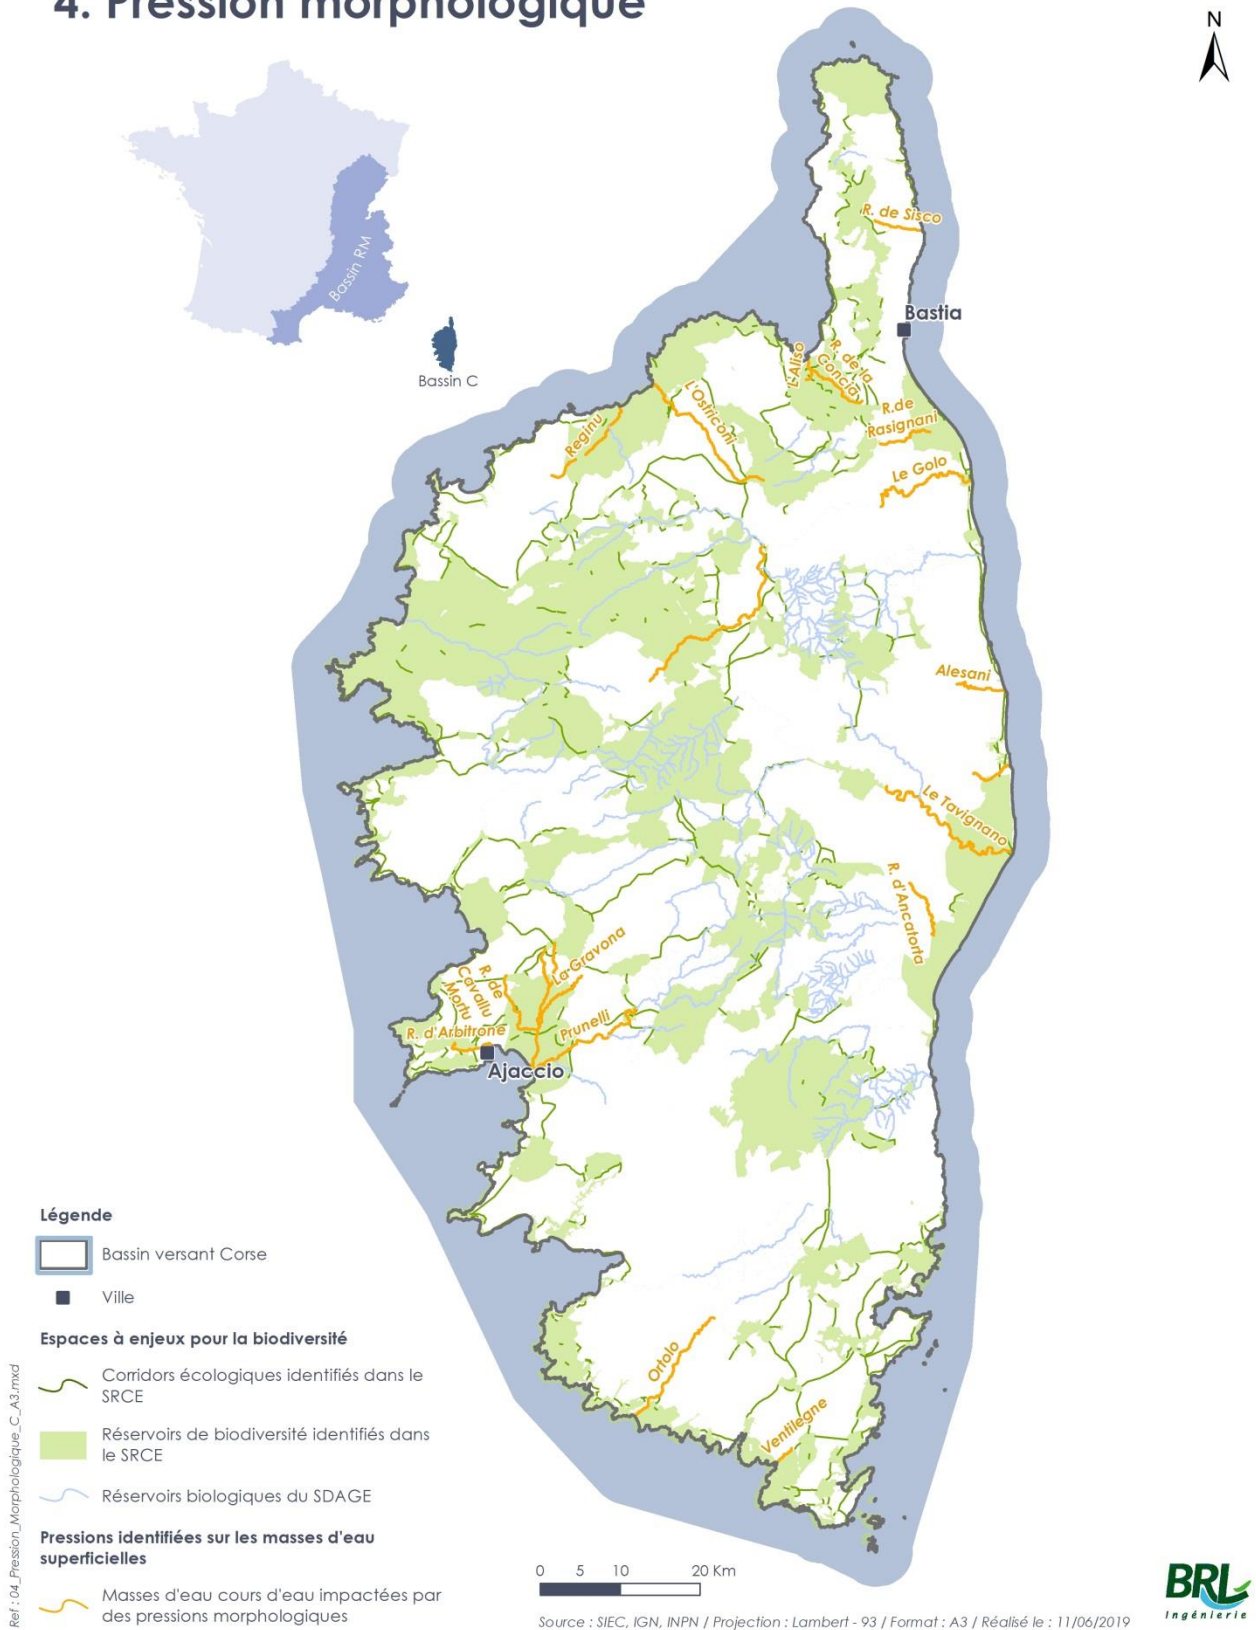 4. Pression morphologique
N
Bassin RM
Bassin C
R. de Sisco
Bastia
L'Aliso
R. de la
Concia
L'Ostriconi
Reginu
R.de
Rasignani
Le Golo
Alesani
Le Tavignano
R. d'Ancatorta
La Gravona
R. de
Cavallu
Mortu
Prunelli
R. d'Arbitrone
Ajaccio
Ortolo
Ventilegne
Légende
Bassin versant Corse
Ville
Espaces à enjeux pour la biodiversité
Corridors écologiques identifiés dans le
SRCE
Réservoirs de biodiversité identifiés dans
le SRCE
Réservoirs biologiques du SDAGE
Pressions identifiées sur les masses d'eau
superficielles
Masses d'eau cours d'eau impactées par
des pressions morphologiques
Ref : 04_Pression_Morphologique_C_A3.mxd
0 5 10 20 Km
Source : SIEC, IGN, INPN / Projection : Lambert - 93 / Format : A3 / Réalisé le : 11/06/2019
BRL
Ingénierie